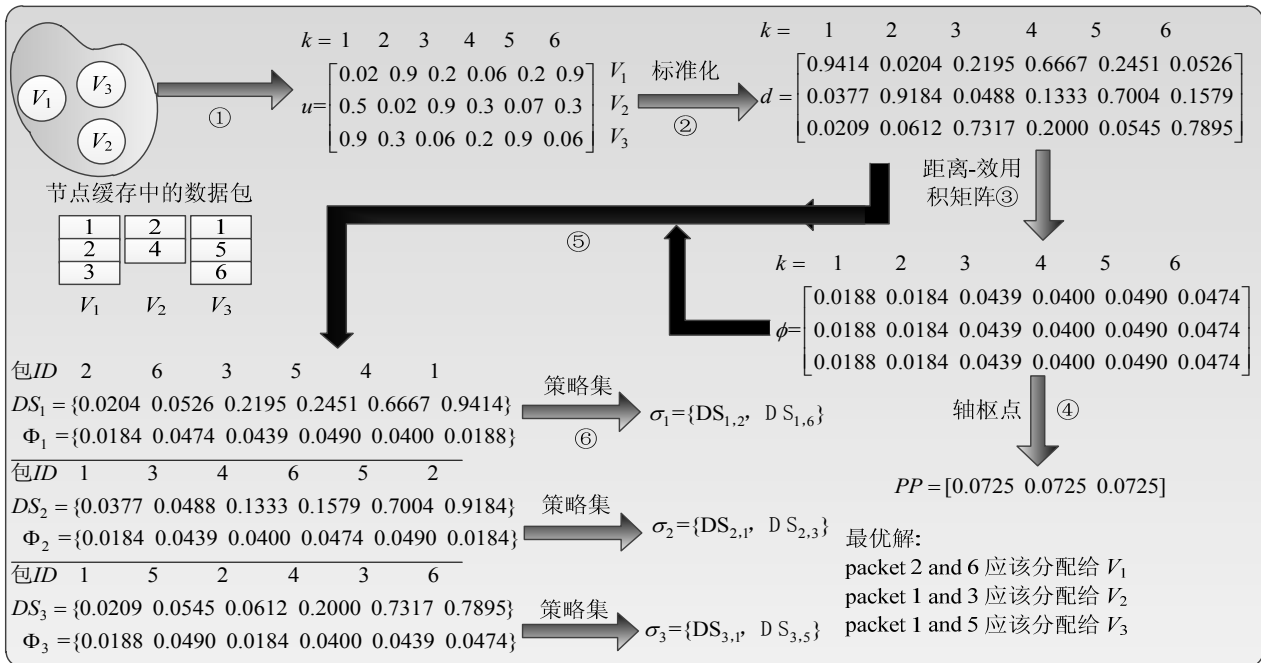 V1
V3
V2
①
k = 1 2 3 4 5 6
u=
0.02 0.9 0.2 0.06 0.2 0.9 V1
0.5 0.02 0.9 0.3 0.07 0.3 V2
0.9 0.3 0.06 0.2 0.9 0.06 V3
标准化
②
k = 1 2 3 4 5 6
d =
0.9414 0.0204 0.2195 0.6667 0.2451 0.0526
0.0377 0.9184 0.0488 0.1333 0.7004 0.1579
0.0209 0.0612 0.7317 0.2000 0.0545 0.7895
节点缓存中的数据包
1 2 1
2 4 5
3 6
V1 V2 V3
距离-效用
积矩阵③
⑤
k = 1 2 3 4 5 6
ϕ=
0.0188 0.0184 0.0439 0.0400 0.0490 0.0474
0.0188 0.0184 0.0439 0.0400 0.0490 0.0474
0.0188 0.0184 0.0439 0.0400 0.0490 0.0474
轴枢点 ④
PP = [0.0725 0.0725 0.0725]
包ID 2 6 3 5 4 1
DS1 = {0.0204 0.0526 0.2195 0.2451 0.6667 0.9414}
Φ1 = {0.0184 0.0474 0.0439 0.0490 0.0400 0.0188}
策略集
⑥
σ1={DS1,2, DS1,6}
包ID 1 3 4 6 5 2
DS2 = {0.0377 0.0488 0.1333 0.1579 0.7004 0.9184}
Φ2 = {0.0184 0.0439 0.0400 0.0474 0.0490 0.0184}
策略集
σ2={DS2,1, DS2,3}
包ID 1 5 2 4 3 6
DS3 = {0.0209 0.0545 0.0612 0.2000 0.7317 0.7895}
Φ3 = {0.0188 0.0490 0.0184 0.0400 0.0439 0.0474}
策略集
σ3={DS3,1, DS3,5}
最优解:
packet 2 and 6 应该分配给 V1
packet 1 and 3 应该分配给 V2
packet 1 and 5 应该分配给 V3